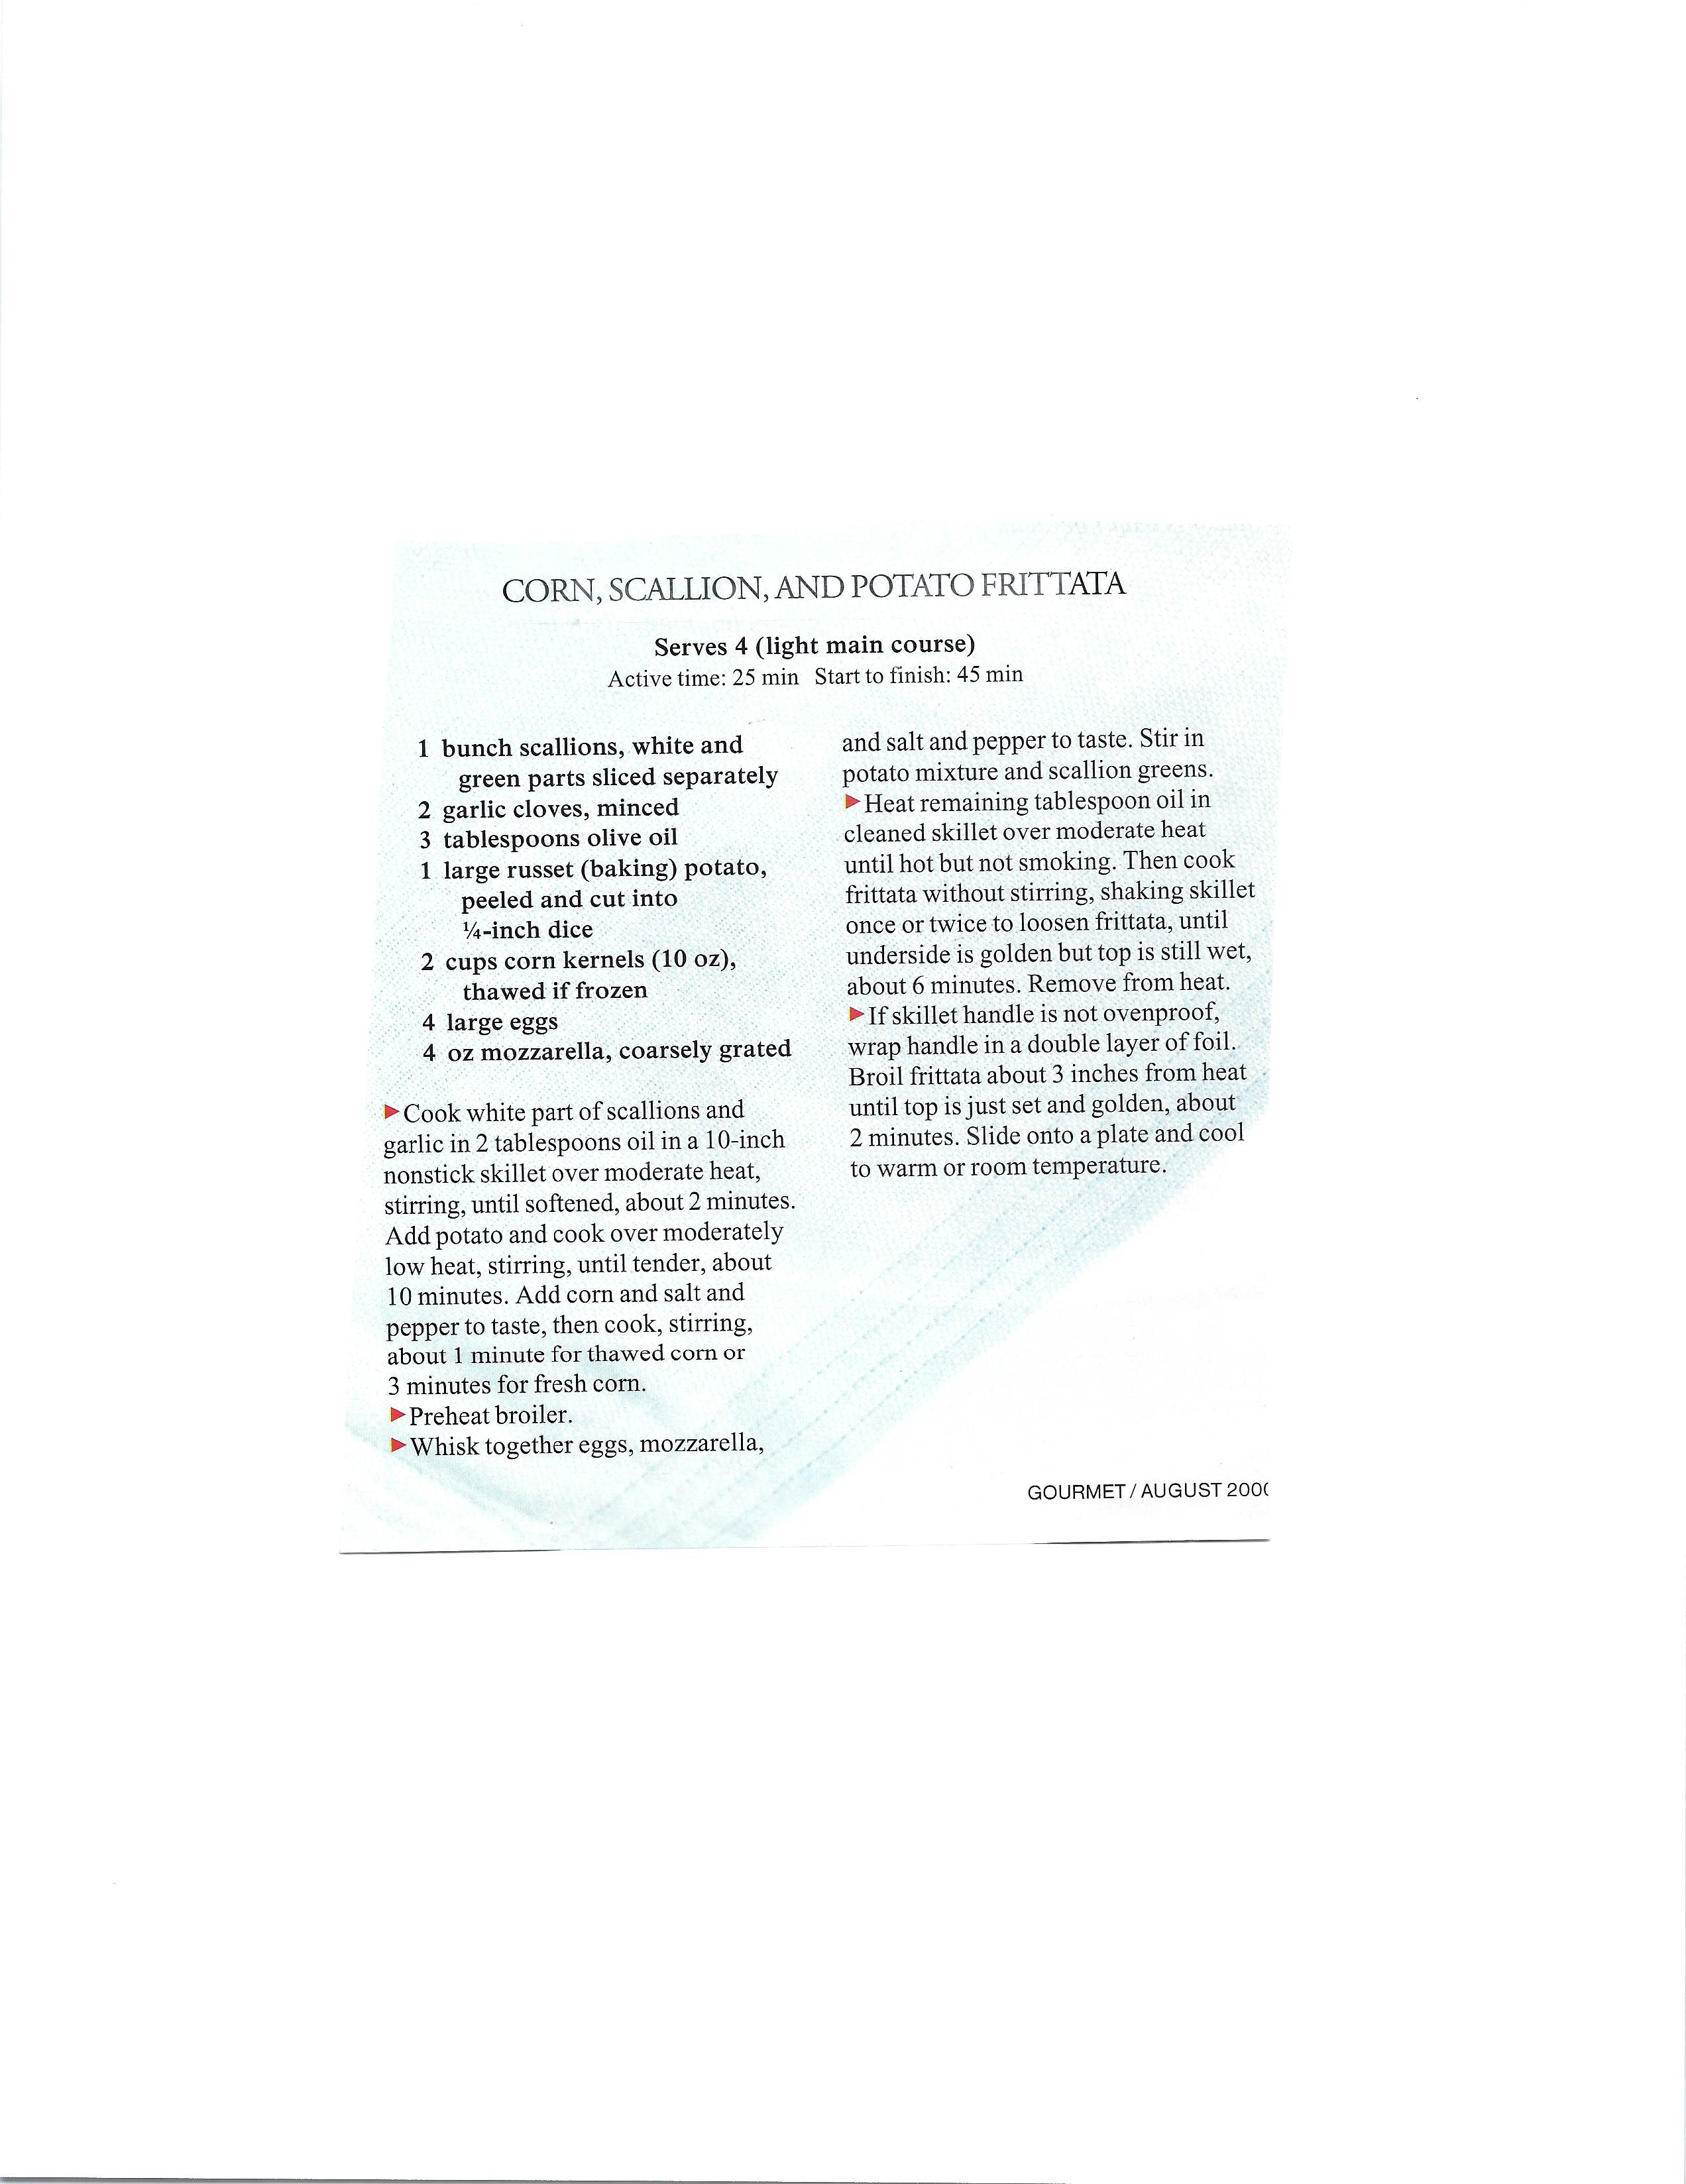 CORN, SCALLION, AND POTATO FRITTATA
Serves 4 (light main course)
Active time: 25 min Start to finish: 45 min
1 bunch scallions, white and
green parts sliced separately
2 garlic cloves, minced
3 tablespoons olive oil
1 large russet (baking) potato,
peeled and cut into
¼-inch dice
2 cups corn kernels (10 oz),
thawed if frozen
4 large eggs
4 oz mozzarella, coarsely grated
►Cook white part of scallions and
garlic in 2 tablespoons oil in a 10-inch
nonstick skillet over moderate heat,
stirring, until softened, about 2 minutes.
Add potato and cook over moderately
low heat, stirring, until tender, about
10 minutes. Add corn and salt and
pepper to taste, then cook, stirring,
about 1 minute for thawed corn or
3 minutes for fresh corn.
►Preheat broiler.
►Whisk together eggs, mozzarella,
and salt and pepper to taste. Stir in
potato mixture and scallion greens.
►Heat remaining tablespoon oil in
cleaned skillet over moderate heat
until hot but not smoking. Then cook
frittata without stirring, shaking skillet
once or twice to loosen frittata, until
underside is golden but top is still wet,
about 6 minutes. Remove from heat.
►If skillet handle is not ovenproof,
wrap handle in a double layer of foil.
Broil frittata about 3 inches from heat
until top is just set and golden, about
2 minutes. Slide onto a plate and cool
to warm or room temperature.
GOURMET / AUGUST 2000